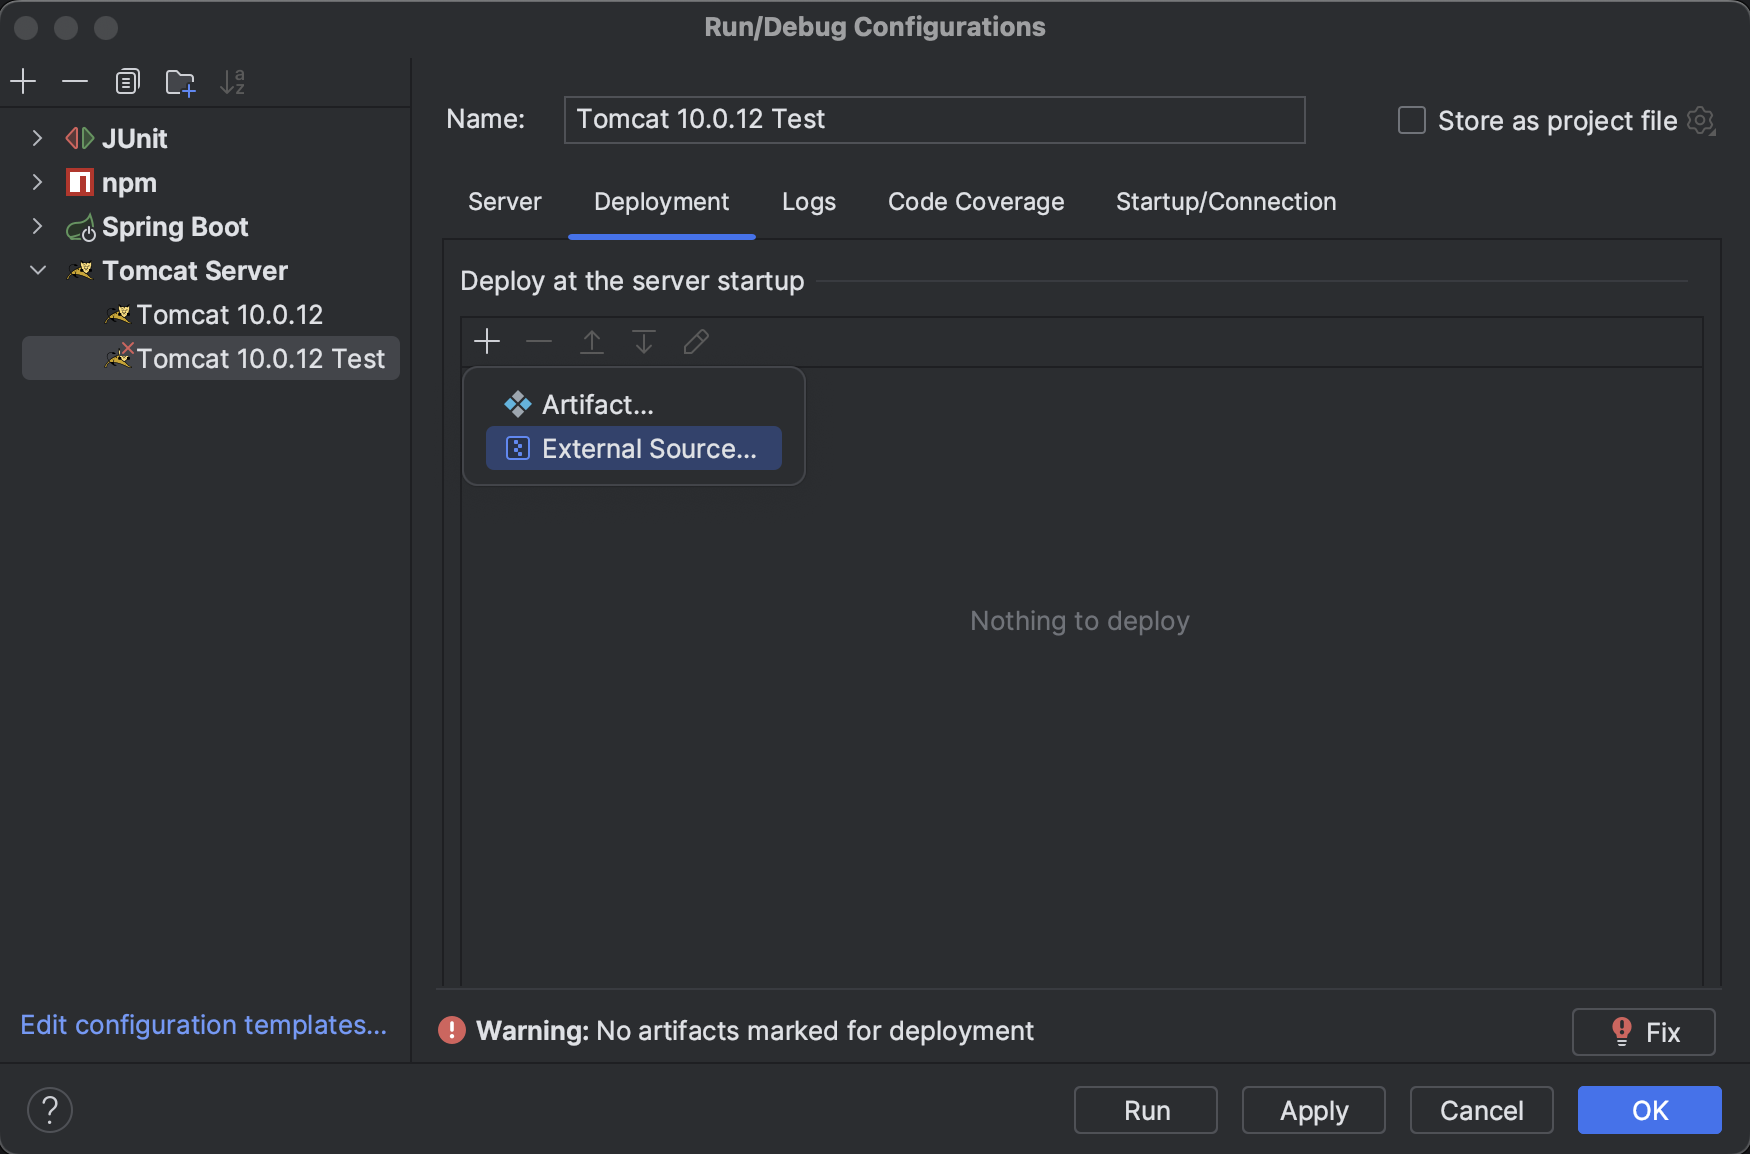 Run/Debug Configurations
JUnit
npm
Spring Boot
Tomcat Server
Tomcat 10.0.12
Tomcat 10.0.12 Test
Edit configuration templates...
Name: Tomcat 10.0.12 Test Store as project file
Server Deployment Logs Code Coverage Startup/Connection
Deploy at the server startup
Artifact...
External Source...
Nothing to deploy
Warning: No artifacts marked for deployment Fix
? Run Apply Cancel OK